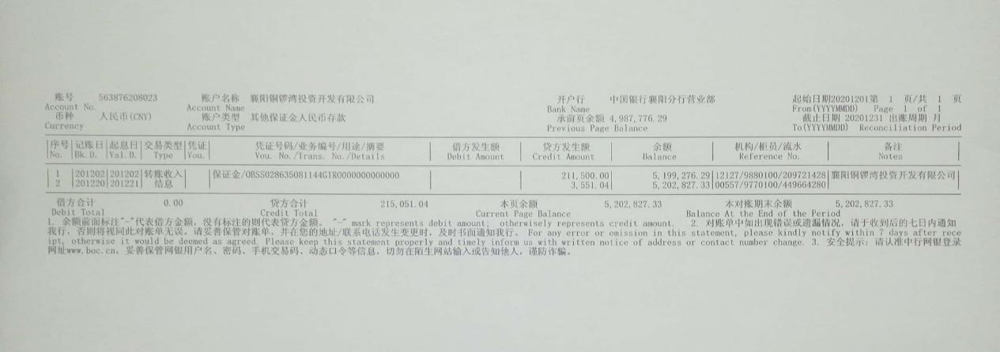 账号 563876208023 账户名称 襄阳铜锣湾投资开发有限公司 开户行 中国银行襄阳分行营业部 起始日期20201201第 1 页/共 1 页
Account No. Account Name Bank Name From(YYYYMMDD) Page 1 of 1
币种 人民币(CNY) 账户类型 其他保证金人民币存款 承前页余额 4,987,776.29 截止日期 20201231 出账周期 月
Currency Account Type Previous Page Balance To(YYYYMMDD) Reconciliation Period
序号 记账日 起息日 交易类型 凭证 凭证号码/业务编号/用途/摘要 借方发生额 贷方发生额 余额 机构/柜员/流水 备注
No. Bk.D. Val.D. Type Vou. Vou. No./Trans. No./Details Debit Amount Credit Amount Balance Reference No. Notes
1 201202 201202 转账收入 保证金/OBSS028635081144GIR0000000000000 211,500.00 5,199,276.29 12127/9880100/209721428 襄阳铜锣湾投资开发有限公司
2 201220 201221 结息 3,551.04 5,202,827.33 00557/9770100/449664280
借方合计 0.00 贷方合计 215,051.04 本页余额 5,202,827.33 本对账期末余额 5,202,827.33
Debit Total Credit Total Current Page Balance Balance At the End of the Period
1. 余额前面标注"-"代表借方金额，没有标注的则代表贷方金额。 "-" mark represents debit amount; otherwisely represents credit amount. 2. 对账单中如出现错误或遗漏情况，请于收到后的七日内通知
我行，否则将视同此对账单无误。请妥善保管对账单，并在您的地址/联系电话发生变更时，及时书面通知我行。 For any error or omission in this statement, please kindly notify within 7 days after rece
ipt, otherwise it would be deemed as agreed. Please keep this statement properly and timely inform us with written notice of address or contact number change. 3. 安全提示：请认准中行网银登录
网址www.boc.cn，妥善保管网银用户名、密码、手机交易码、动态口令等信息，切勿在陌生网站输入或告知他人，谨防诈骗。